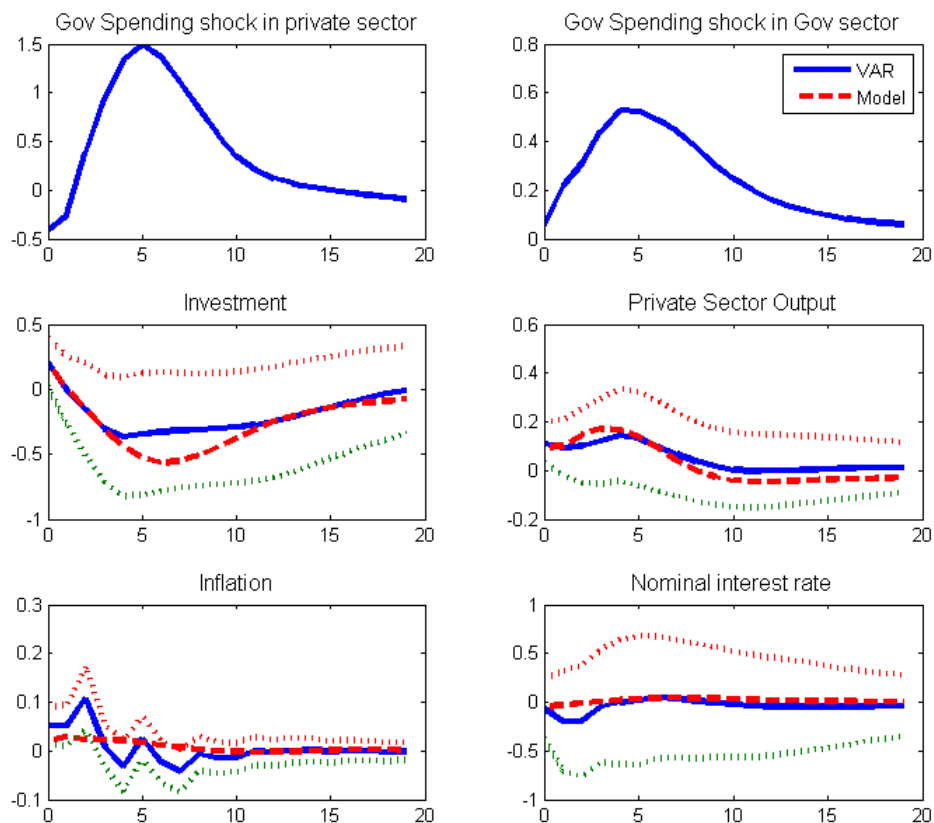 Gov Spending shock in private sector
1.5
1
0.5
0
-0.5
0 5 10 15 20
Gov Spending shock in Gov sector
0.8
0.6
0.4
0.2
0
0 5 10 15 20
VAR
Model
Investment
0.5
0
-0.5
-1
0 5 10 15 20
Private Sector Output
0.6
0.4
0.2
0
-0.2
0 5 10 15 20
Inflation
0.3
0.2
0.1
0
-0.1
0 5 10 15 20
Nominal interest rate
1
0.5
0
-0.5
-1
0 5 10 15 20